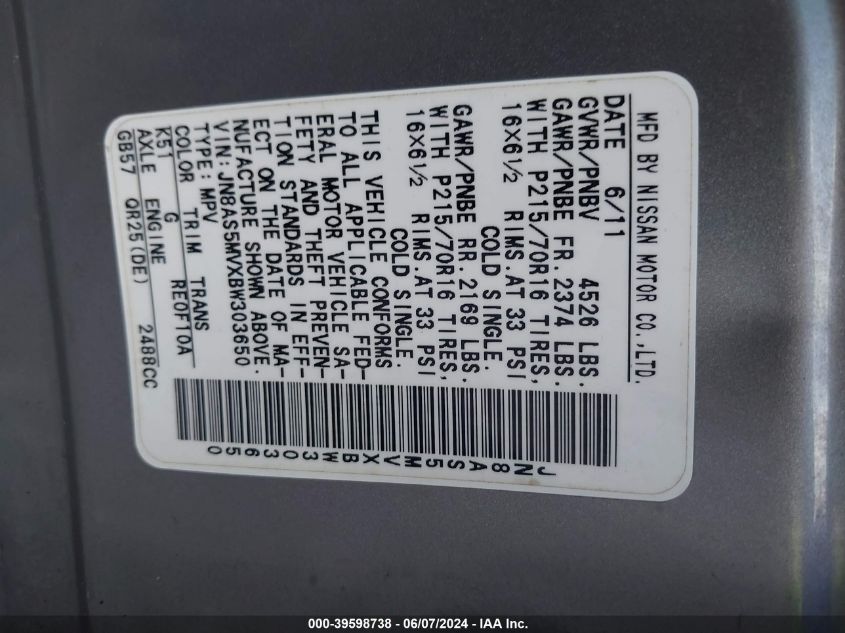 MFD BY NISSAN MOTOR CO.,LTD.
DATE 6/11
GVWR/PNBV 4526 LBS.
GAWR/PNBE FR. 2374 LBS.
WITH P215/70R16 TIRES,
16X6½ RIMS.AT 33 PSI
COLD SINGLE.
GAWR/PNBE RR. 2169 LBS.
WITH P215/70R16 TIRES,
16X6½ RIMS.AT 33 PSI
COLD SINGLE.
THIS VEHICLE CONFORMS
TO ALL APPLICABLE FED-
ERAL MOTOR VEHICLE SA-
FETY AND THEFT PREVEN-
TION STANDARDS IN EFF-
ECT ON THE DATE OF MA-
NUFACTURE SHOWN ABOVE.
VIN:JN8AS5MVXBW303650
TYPE:MPV
COLOR TRIM TRANS
K51 G RE0F10A
AXLE ENGINE
GB57 QR25(DE) 2488CC
JN8AS5MVXBW303650
000-39598738 - 06/07/2024 - IAA Inc.